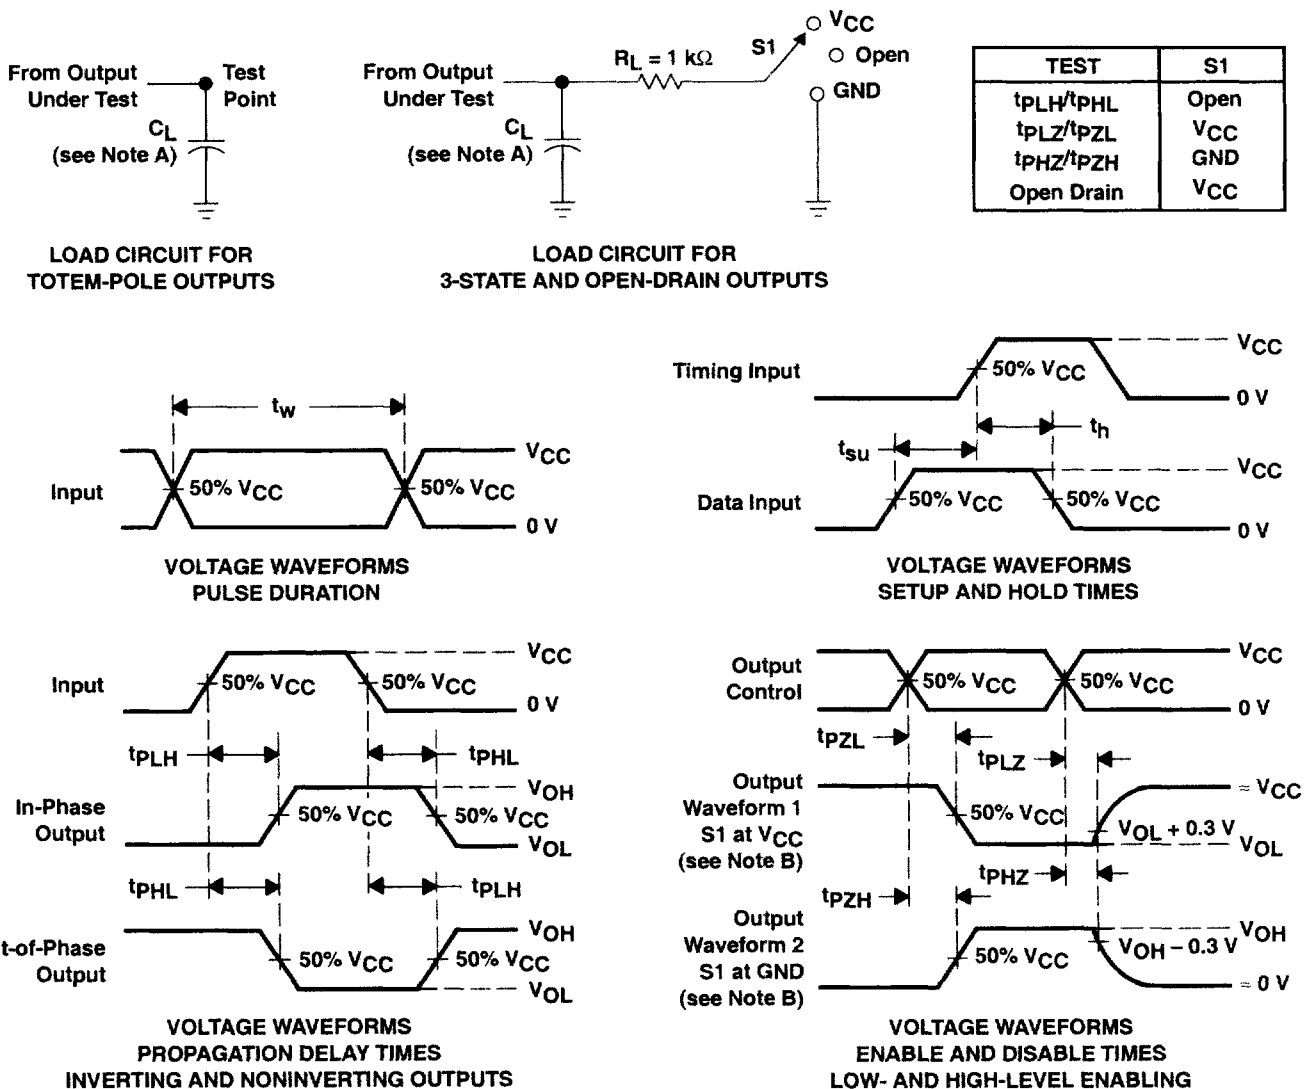 From Output
Under Test
Test
Point
CL
(see Note A)
LOAD CIRCUIT FOR
TOTEM-POLE OUTPUTS
From Output
Under Test
RL = 1 kΩ
S1
VCC
Open
GND
CL
(see Note A)
LOAD CIRCUIT FOR
3-STATE AND OPEN-DRAIN OUTPUTS
TEST S1
tPLH/tPHL Open
tPLZ/tPZL VCC
tPHZ/tPZH GND
Open Drain VCC
tw
Input
50% VCC
50% VCC
VCC
0 V
VOLTAGE WAVEFORMS
PULSE DURATION
Timing Input
50% VCC
VCC
0 V
tsu
th
Data Input
50% VCC
50% VCC
VCC
0 V
VOLTAGE WAVEFORMS
SETUP AND HOLD TIMES
Input
50% VCC
50% VCC
VCC
0 V
tPLH
tPHL
In-Phase
Output
50% VCC
50% VCC
VOH
VOL
tPHL
tPLH
t-of-Phase
Output
50% VCC
50% VCC
VOH
VOL
VOLTAGE WAVEFORMS
PROPAGATION DELAY TIMES
INVERTING AND NONINVERTING OUTPUTS
Output
Control
50% VCC
50% VCC
VCC
0 V
tPZL
tPLZ
Output
Waveform 1
S1 at VCC
(see Note B)
50% VCC
VOL + 0.3 V
≈ VCC
VOL
tPZH
tPHZ
Output
Waveform 2
S1 at GND
(see Note B)
50% VCC
VOH − 0.3 V
VOH
≈ 0 V
VOLTAGE WAVEFORMS
ENABLE AND DISABLE TIMES
LOW- AND HIGH-LEVEL ENABLING